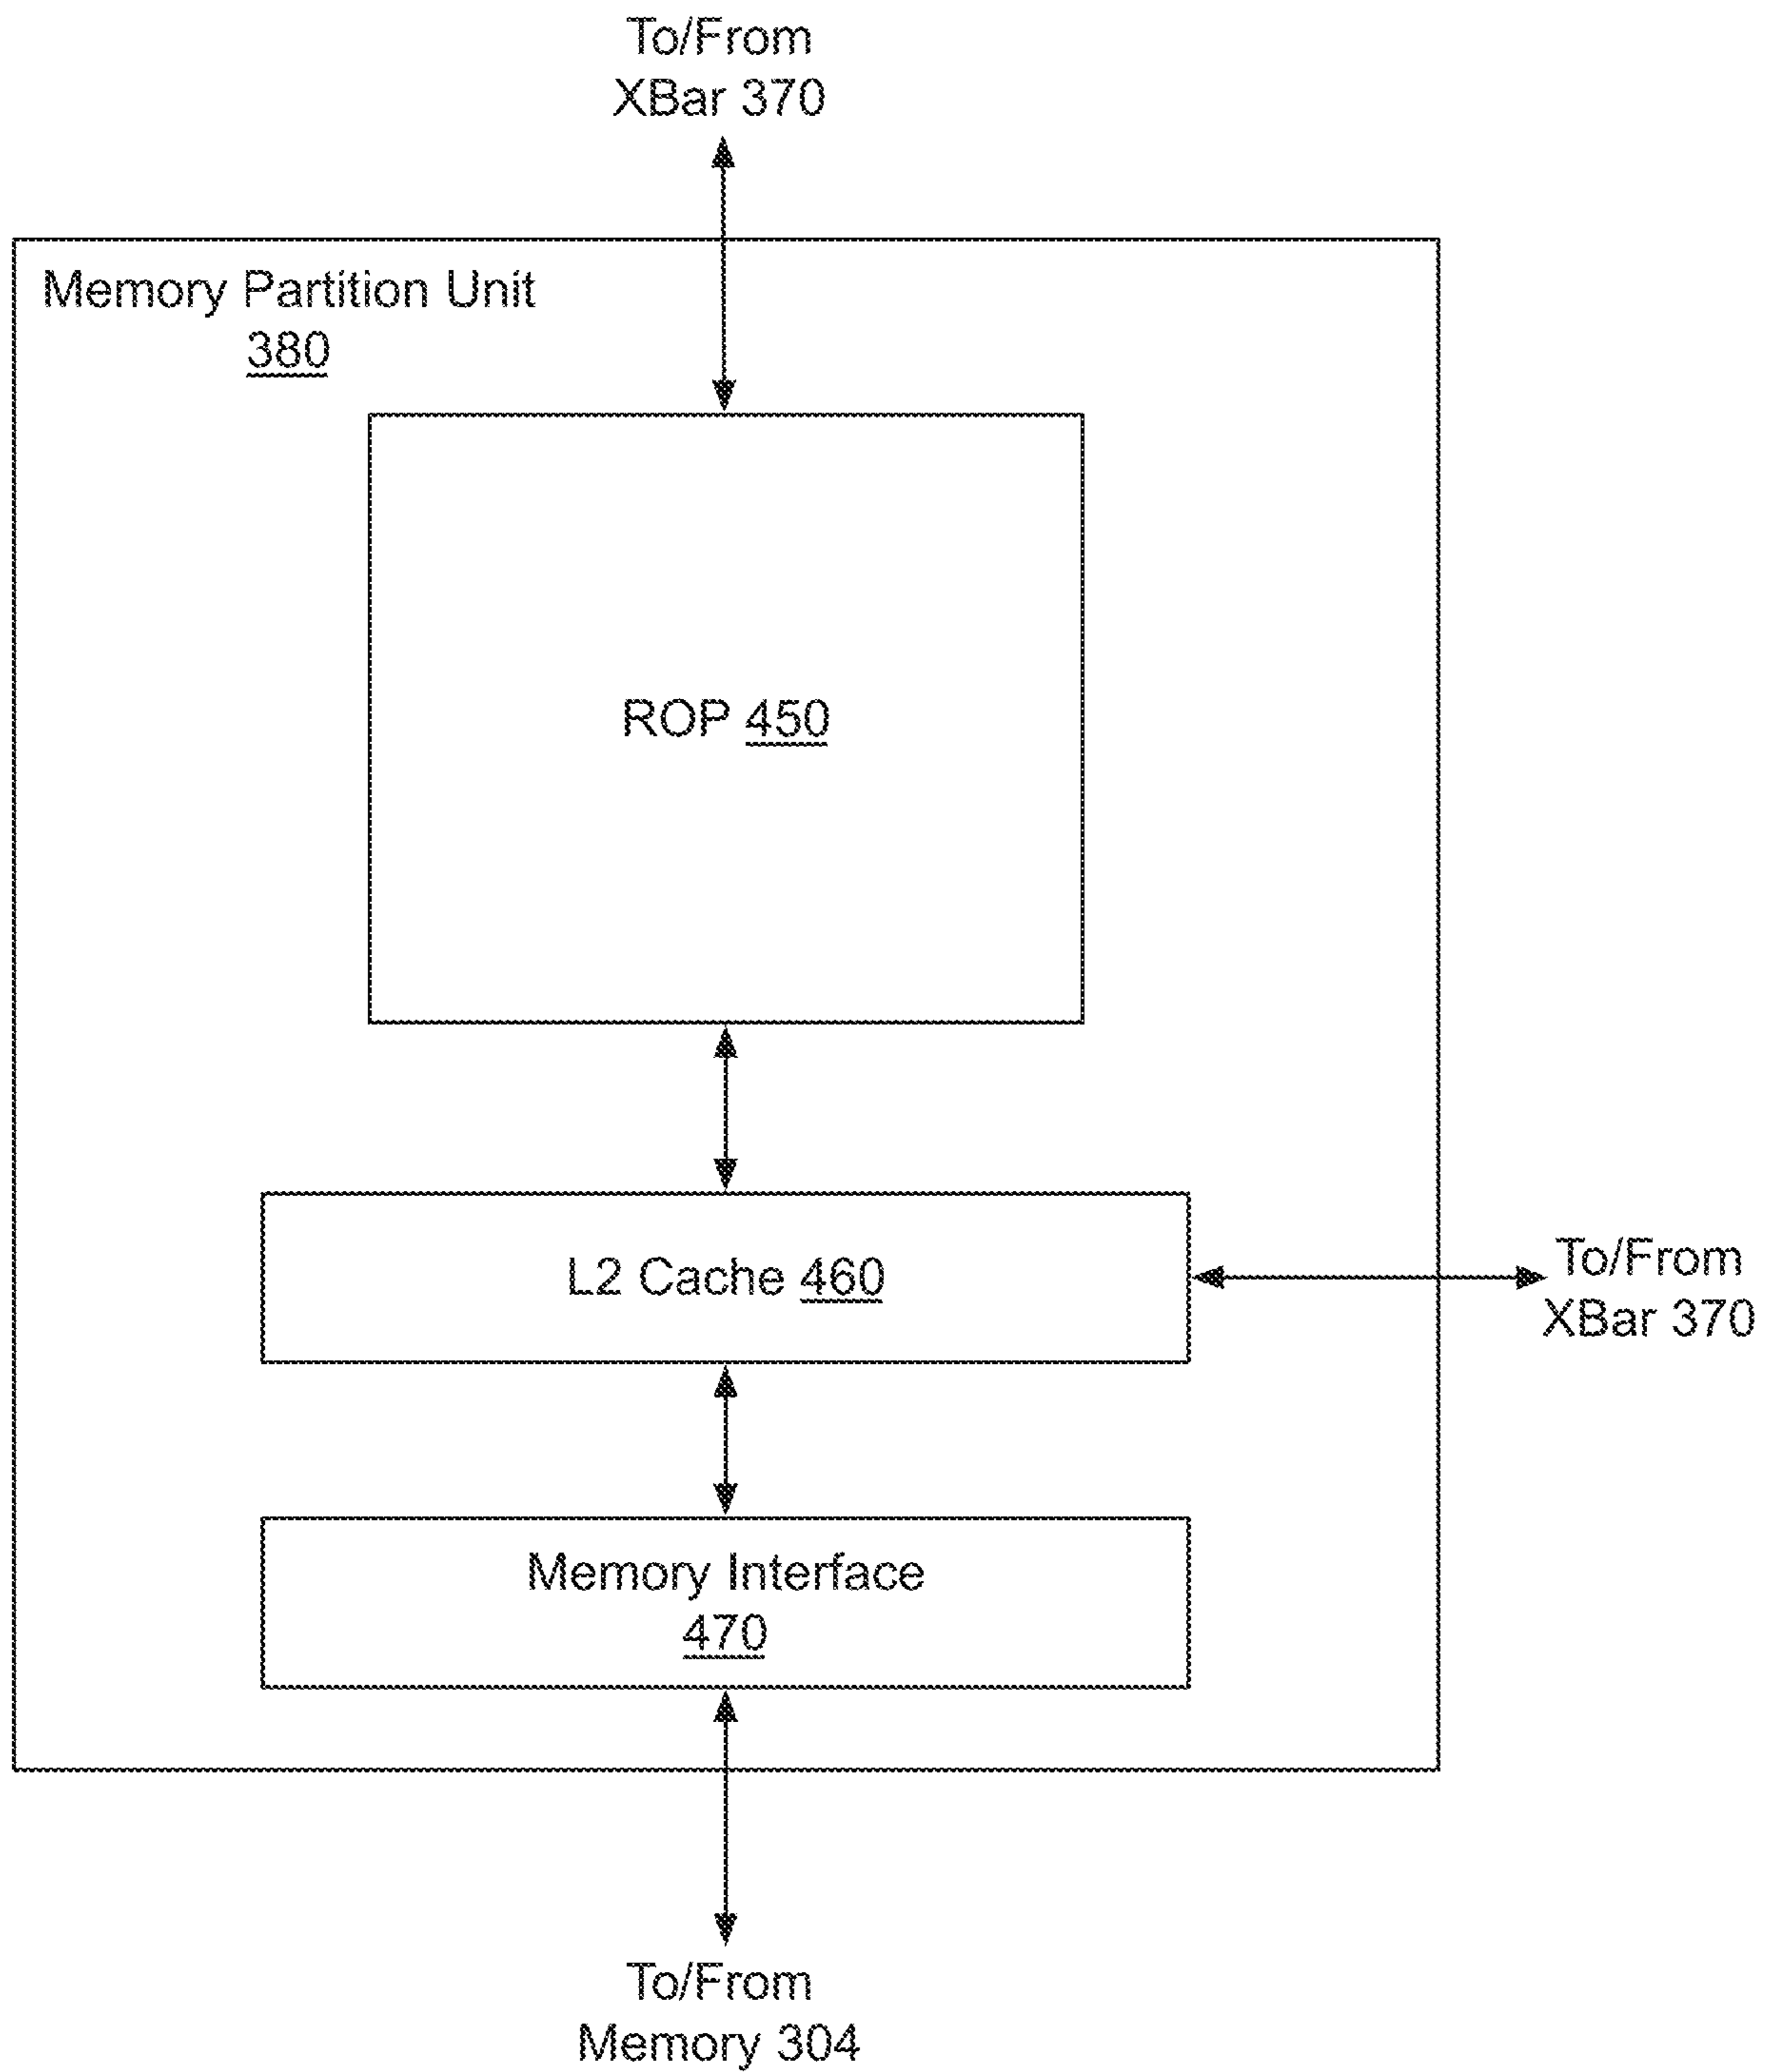 To/From
XBar 370
Memory Partition Unit
380
ROP 450
L2 Cache 460
To/From
XBar 370
Memory Interface
470
To/From
Memory 304